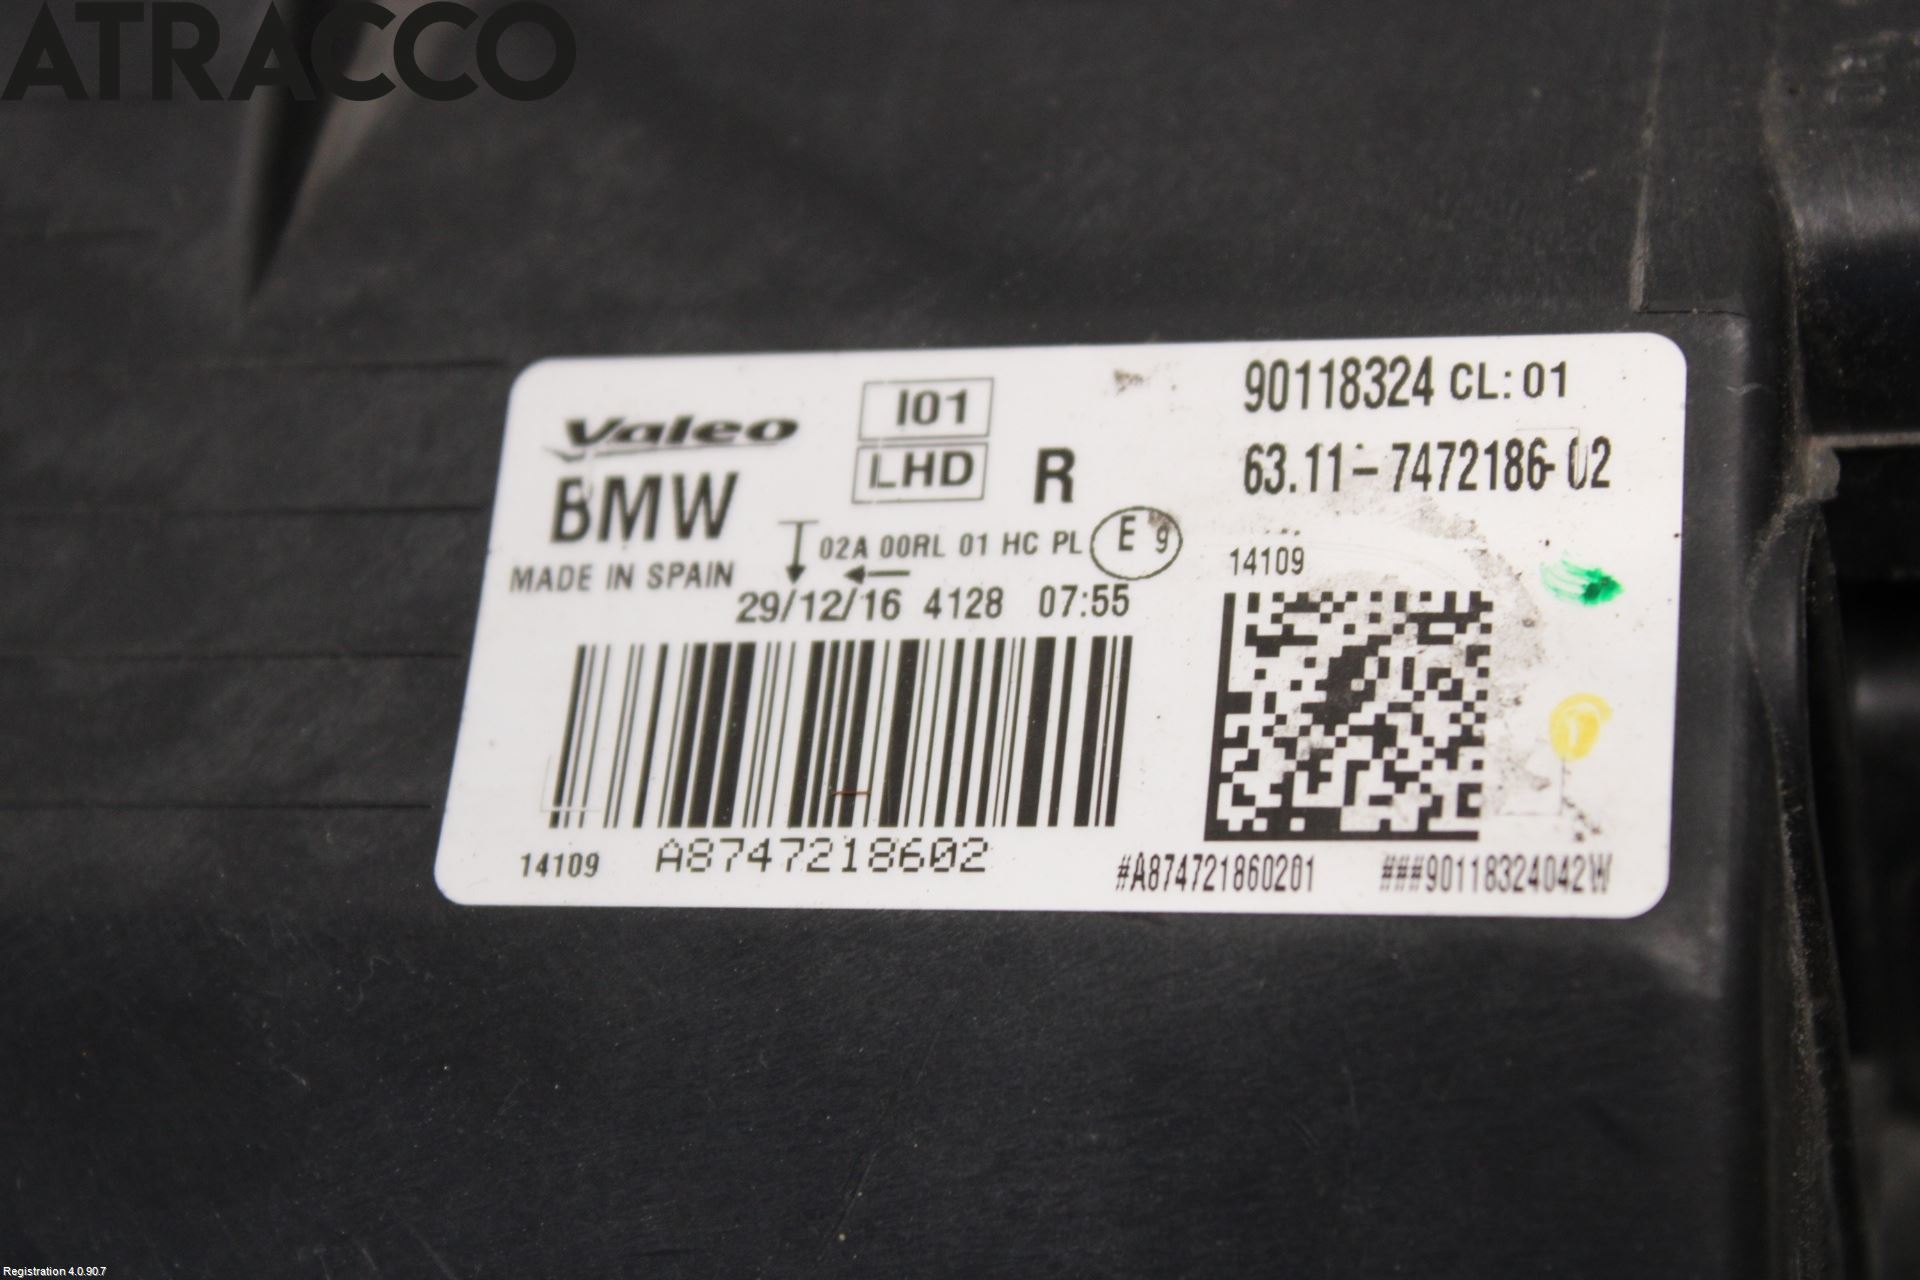 ATRACCO
Valeo
BMW
MADE IN SPAIN
I01
LHD
R
90118324 CL: 01
63.11-7472186-02
02A 00RL 01 HC PL E 9
29/12/16 4128 07:55
14109
14109
A8747218602
#A874721860201
###90118324042W
Registration 4.0.90.7